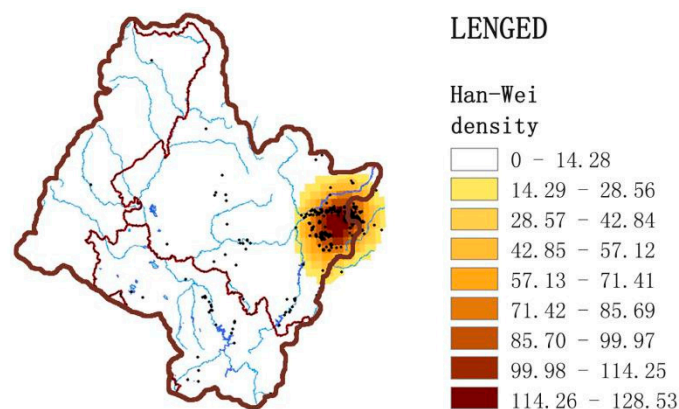 LENGED
Han-Wei
density
0 - 14.28
14.29 - 28.56
28.57 - 42.84
42.85 - 57.12
57.13 - 71.41
71.42 - 85.69
85.70 - 99.97
99.98 - 114.25
114.26 - 128.53